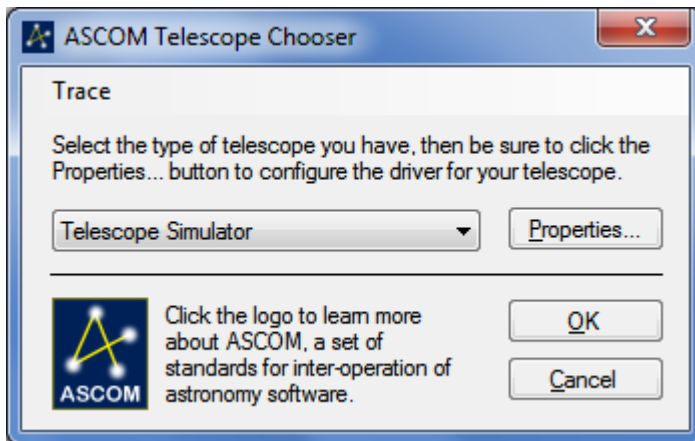 ASCOM Telescope Chooser
Trace
Select the type of telescope you have, then be sure to click the
Properties... button to configure the driver for your telescope.
Telescope Simulator
Properties...
Click the logo to learn more
about ASCOM, a set of
standards for inter-operation of
astronomy software.
ASCOM
OK
Cancel